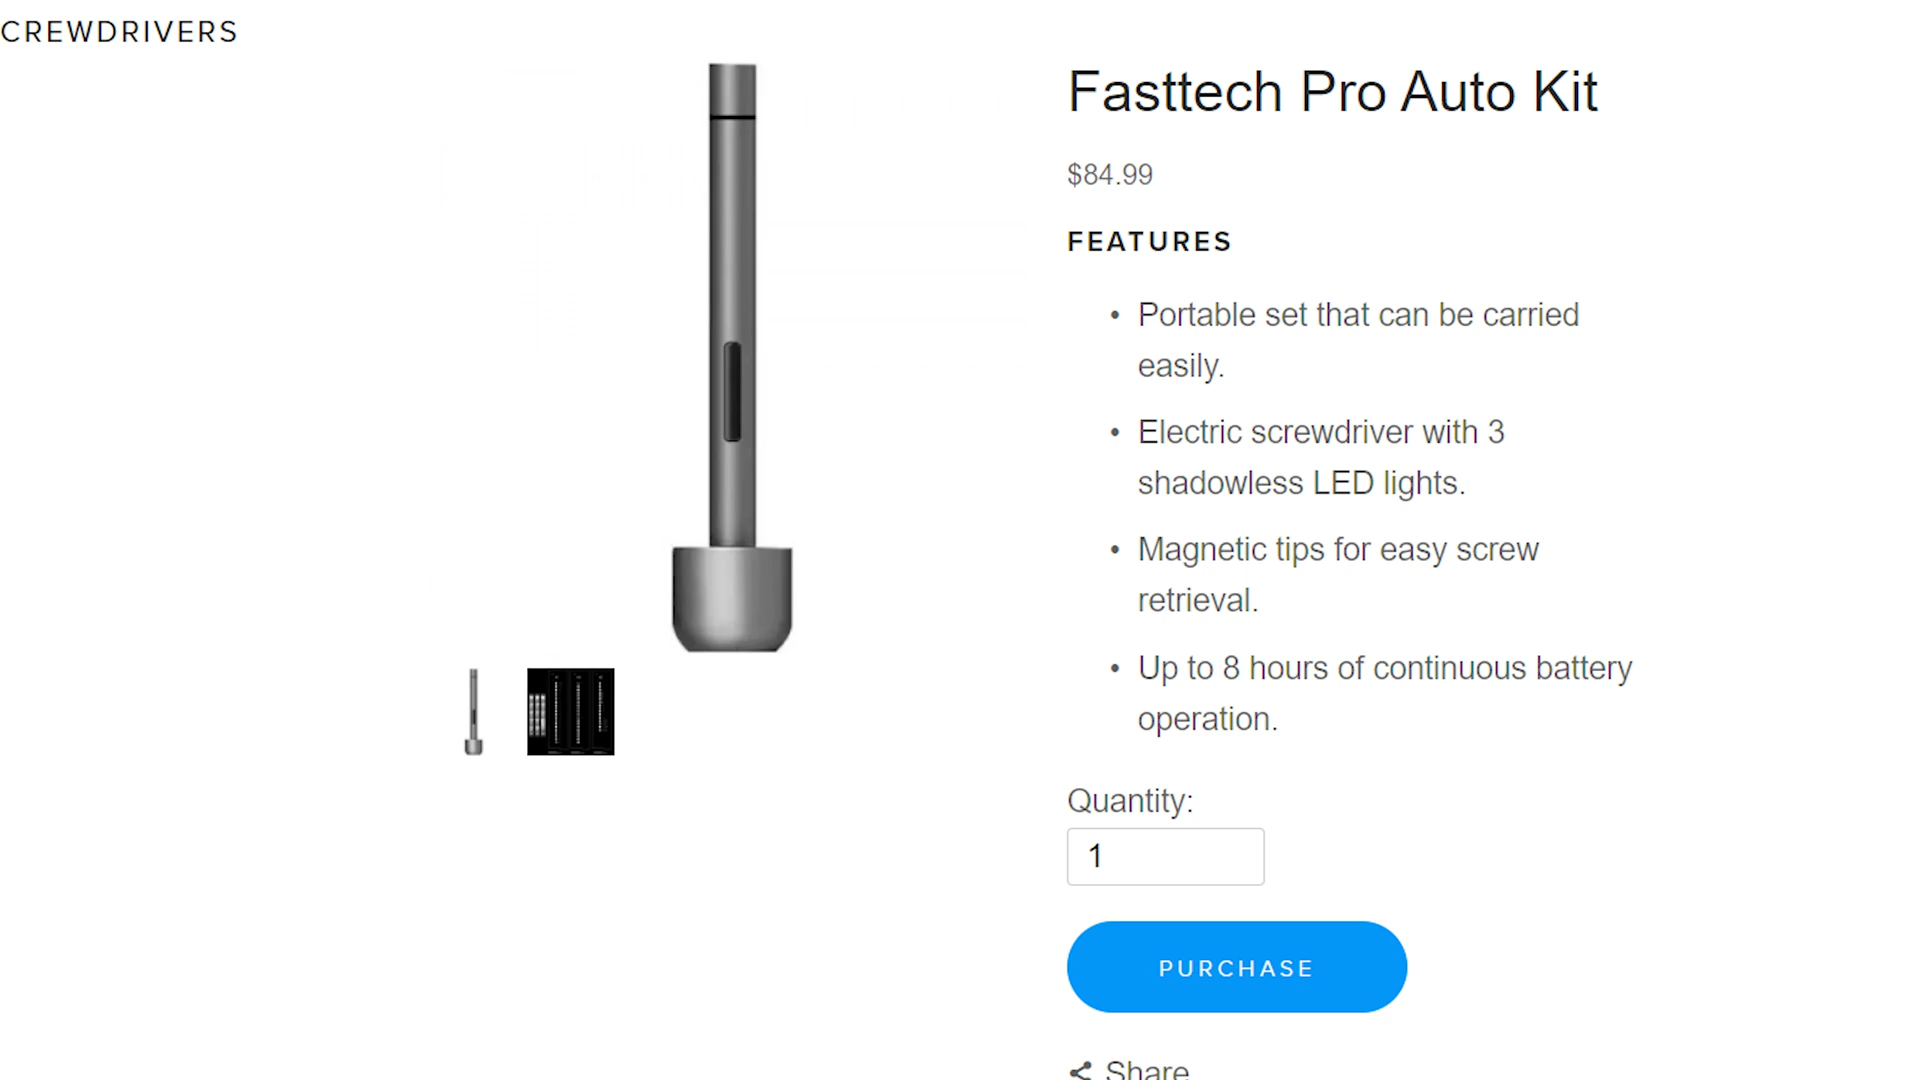 CREWDRIVERS
Fasttech Pro Auto Kit
$84.99
FEATURES
• Portable set that can be carried
easily.
• Electric screwdriver with 3
shadowless LED lights.
• Magnetic tips for easy screw
retrieval.
• Up to 8 hours of continuous battery
operation.
Quantity:
1
PURCHASE
Share